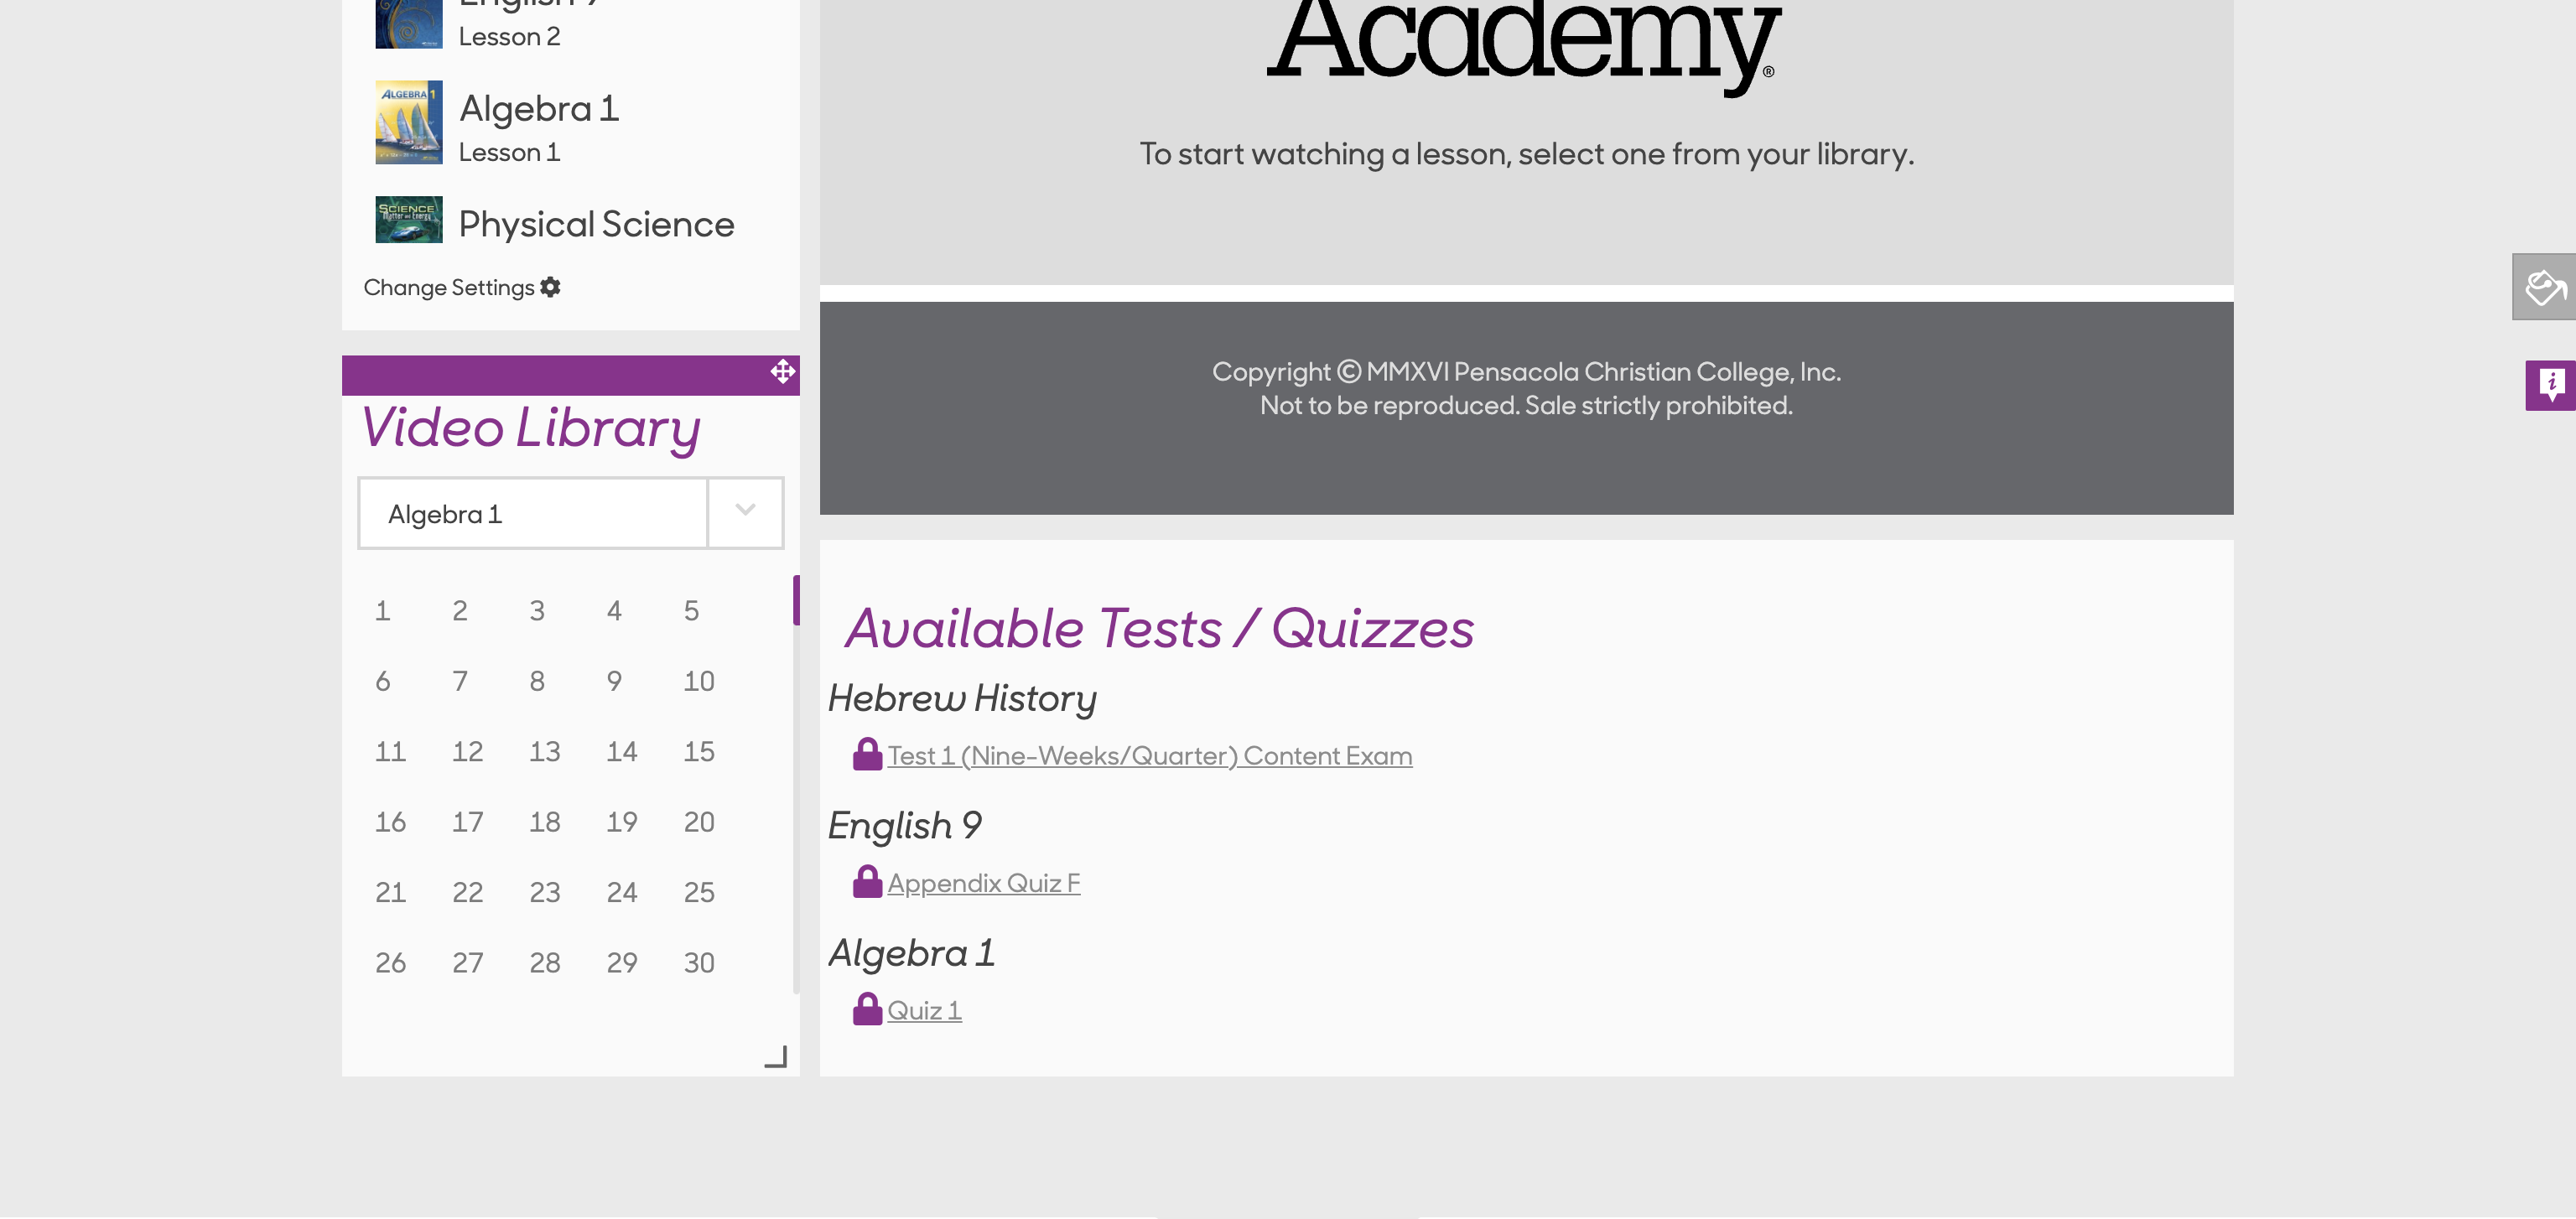 English 9
Lesson 2
ALGEBRA 1
Algebra 1
Lesson 1
SCIENCE
Matter and Energy
Physical Science
Change Settings
Video Library
Algebra 1
1 2 3 4 5
6 7 8 9 10
11 12 13 14 15
16 17 18 19 20
21 22 23 24 25
26 27 28 29 30
Academy®
To start watching a lesson, select one from your library.
Copyright © MMXVI Pensacola Christian College, Inc.
Not to be reproduced. Sale strictly prohibited.
Available Tests / Quizzes
Hebrew History
Test 1 (Nine-Weeks/Quarter) Content Exam
English 9
Appendix Quiz F
Algebra 1
Quiz 1